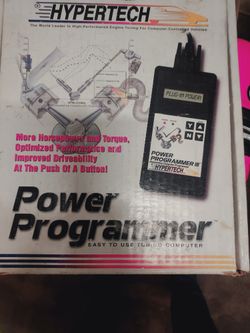 HYPERTECH
The World Leader In High-Performance Engine Tuning For Computer-Controlled Vehicles
PLUG-IN POWER!
POWER
PROGRAMMER III
HYPERTECH
Y
N
More Horsepower and Torque,
Optimized Performance and
Improved Driveability
At The Push Of A Button!
Power
Programmer
EASY TO USE TUNING COMPUTER